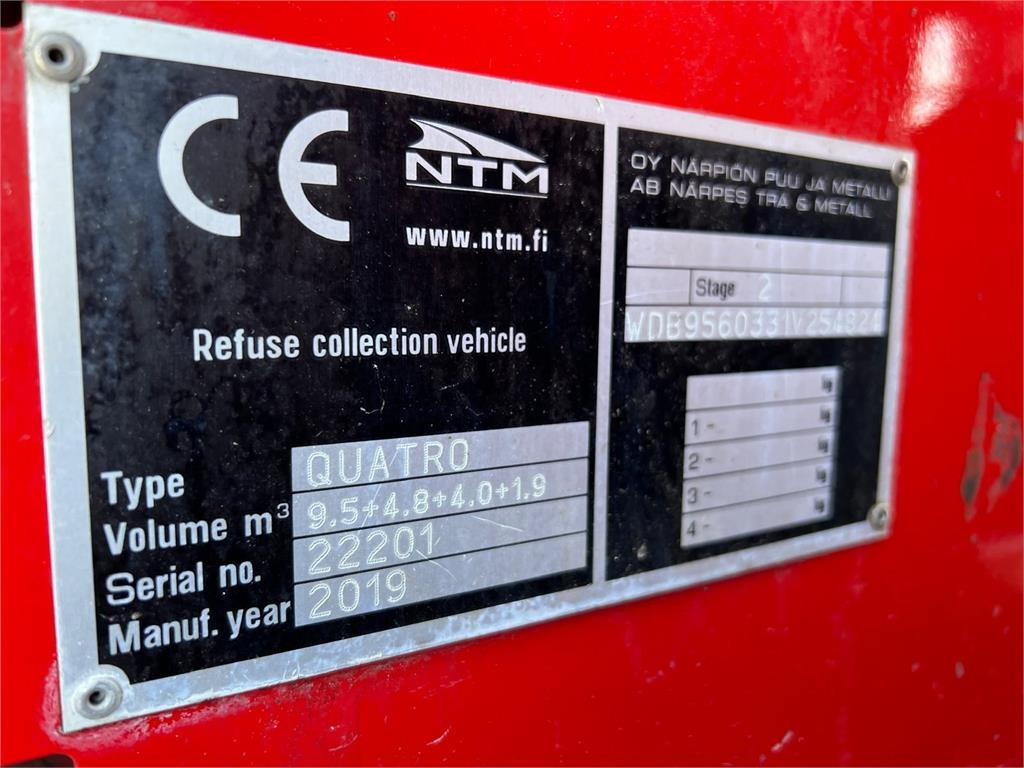 CE
NTM
www.ntm.fi
Refuse collection vehicle
Type QUATRO
Volume m³ 9.5+4.8+4.0+1.9
Serial no. 22201
Manuf. year 2019
OY NÄRPIÖN PUU JA METALLI
AB NÄRPES TRÄ & METALL
Stage 2
kg
1 - kg
2 - kg
3 - kg
4 -